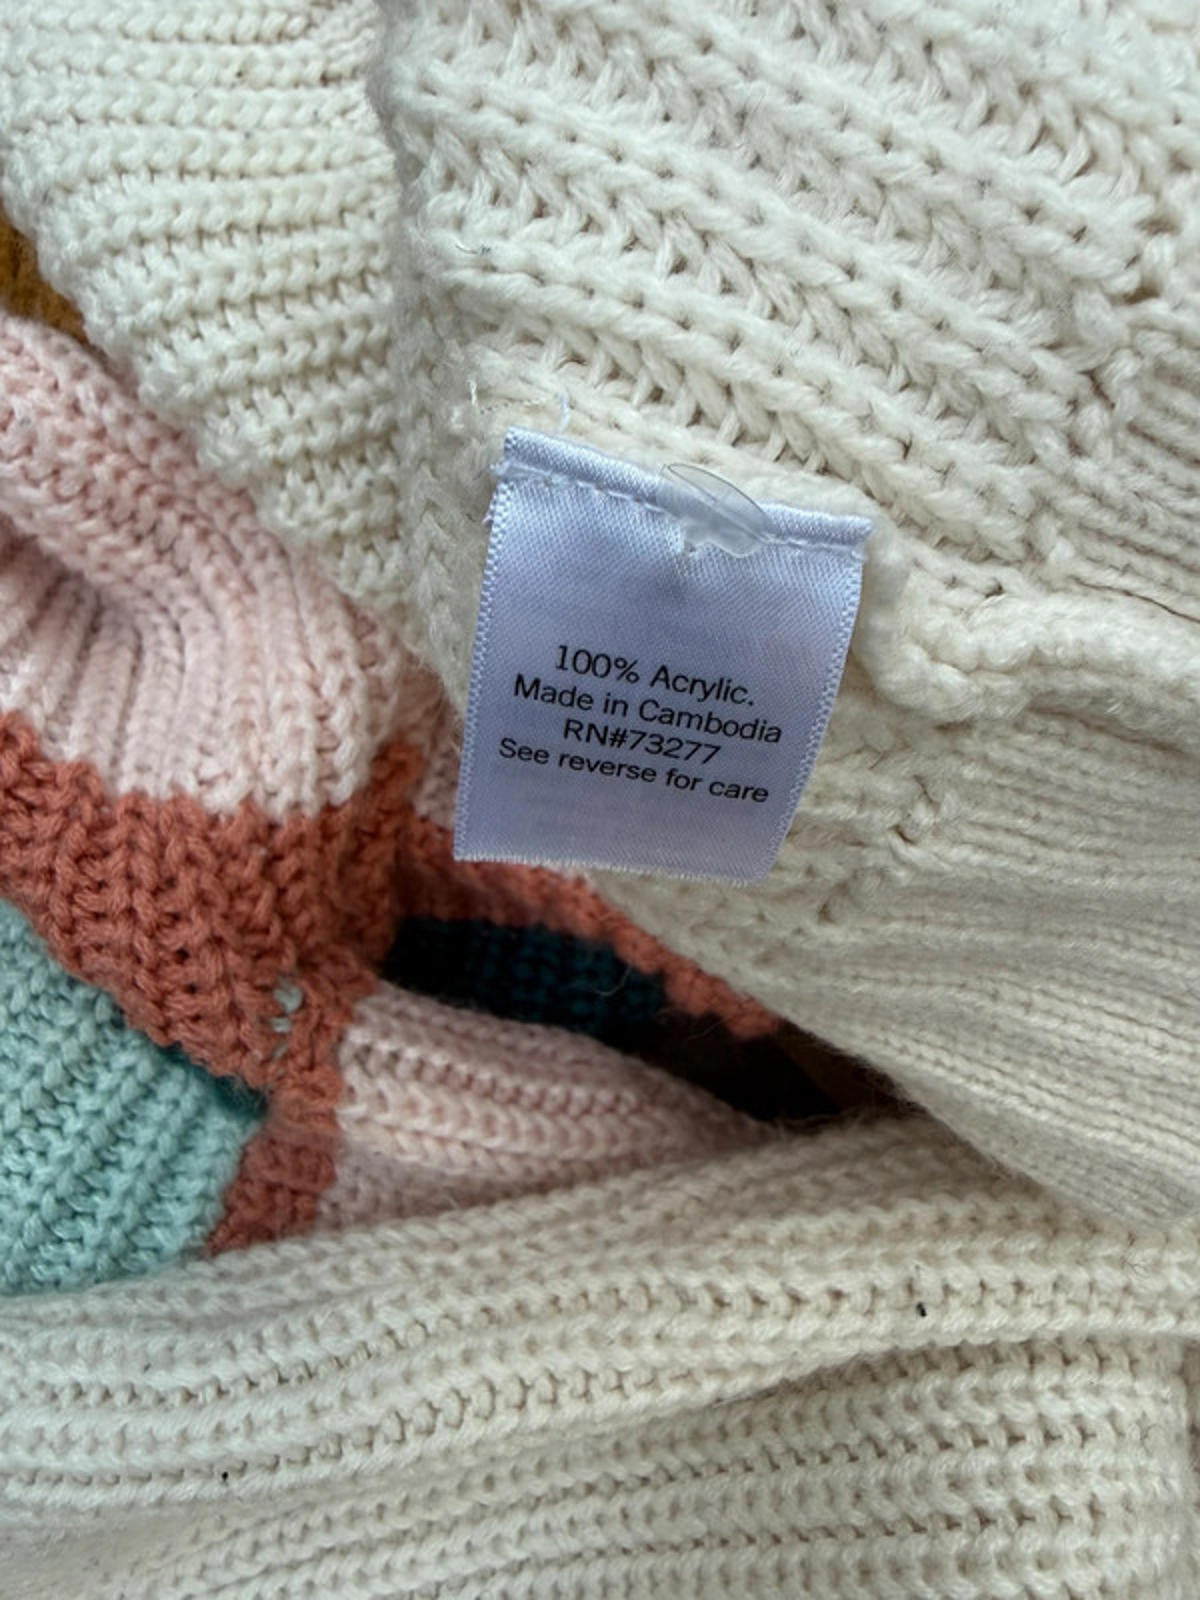 100% Acrylic.
Made in Cambodia
RN#73277
See reverse for care